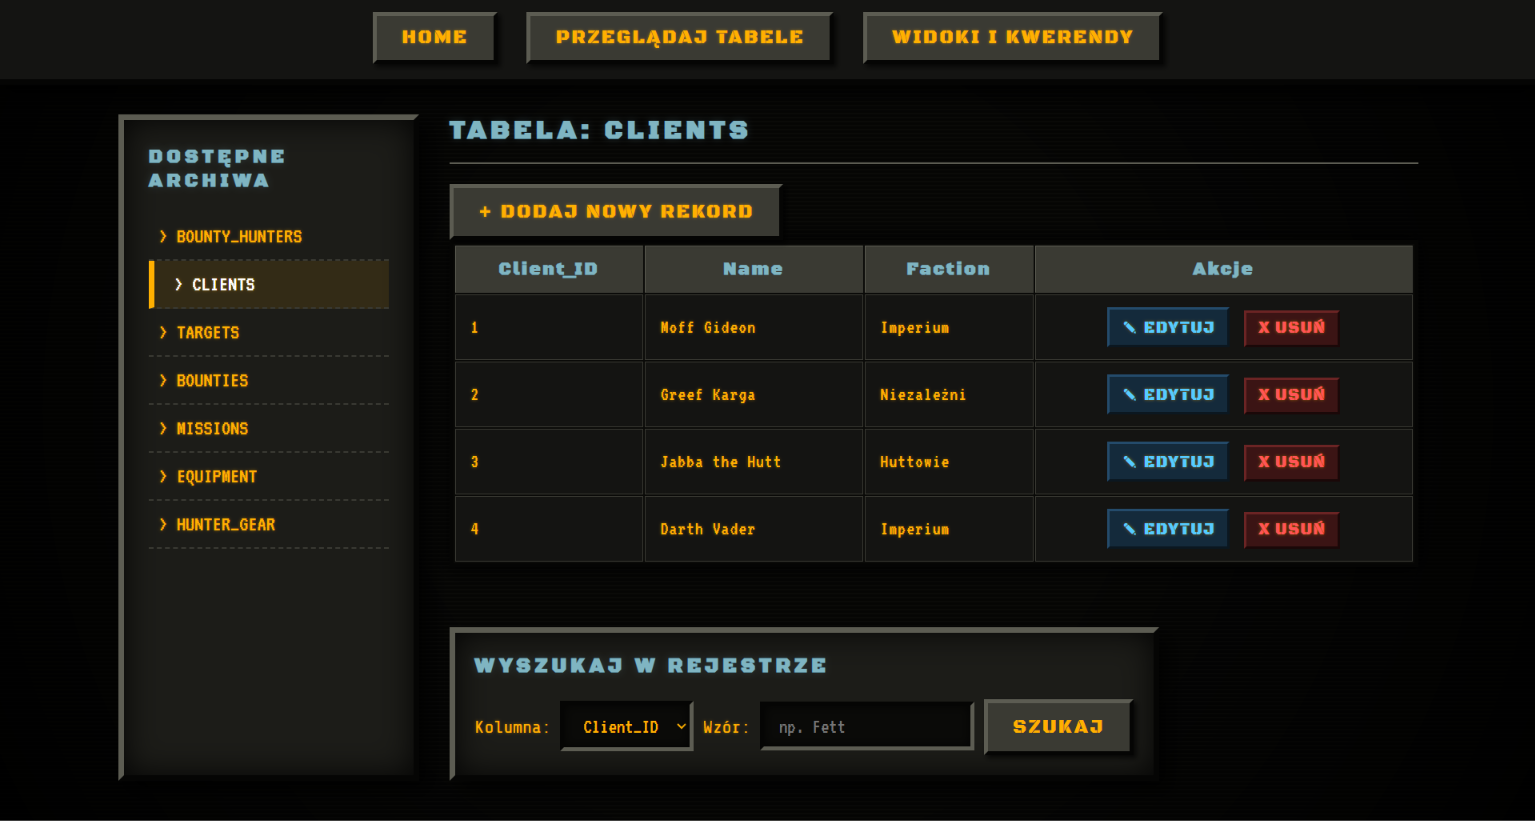 HOME PRZEGLĄDAJ TABELE WIDOKI I KWERENDY
DOSTĘPNE
ARCHIWA
> BOUNTY_HUNTERS
> CLIENTS
> TARGETS
> BOUNTIES
> MISSIONS
> EQUIPMENT
> HUNTER_GEAR
TABELA: CLIENTS
+ DODAJ NOWY REKORD
Client_ID Name Faction Akcje
1 Moff Gideon Imperium EDYTUJ X USUŃ
2 Greef Karga Niezależni EDYTUJ X USUŃ
3 Jabba the Hutt Huttowie EDYTUJ X USUŃ
4 Darth Vader Imperium EDYTUJ X USUŃ
WYSZUKAJ W REJESTRZE
Kolumna: Client_ID Wzór: np. Fett SZUKAJ